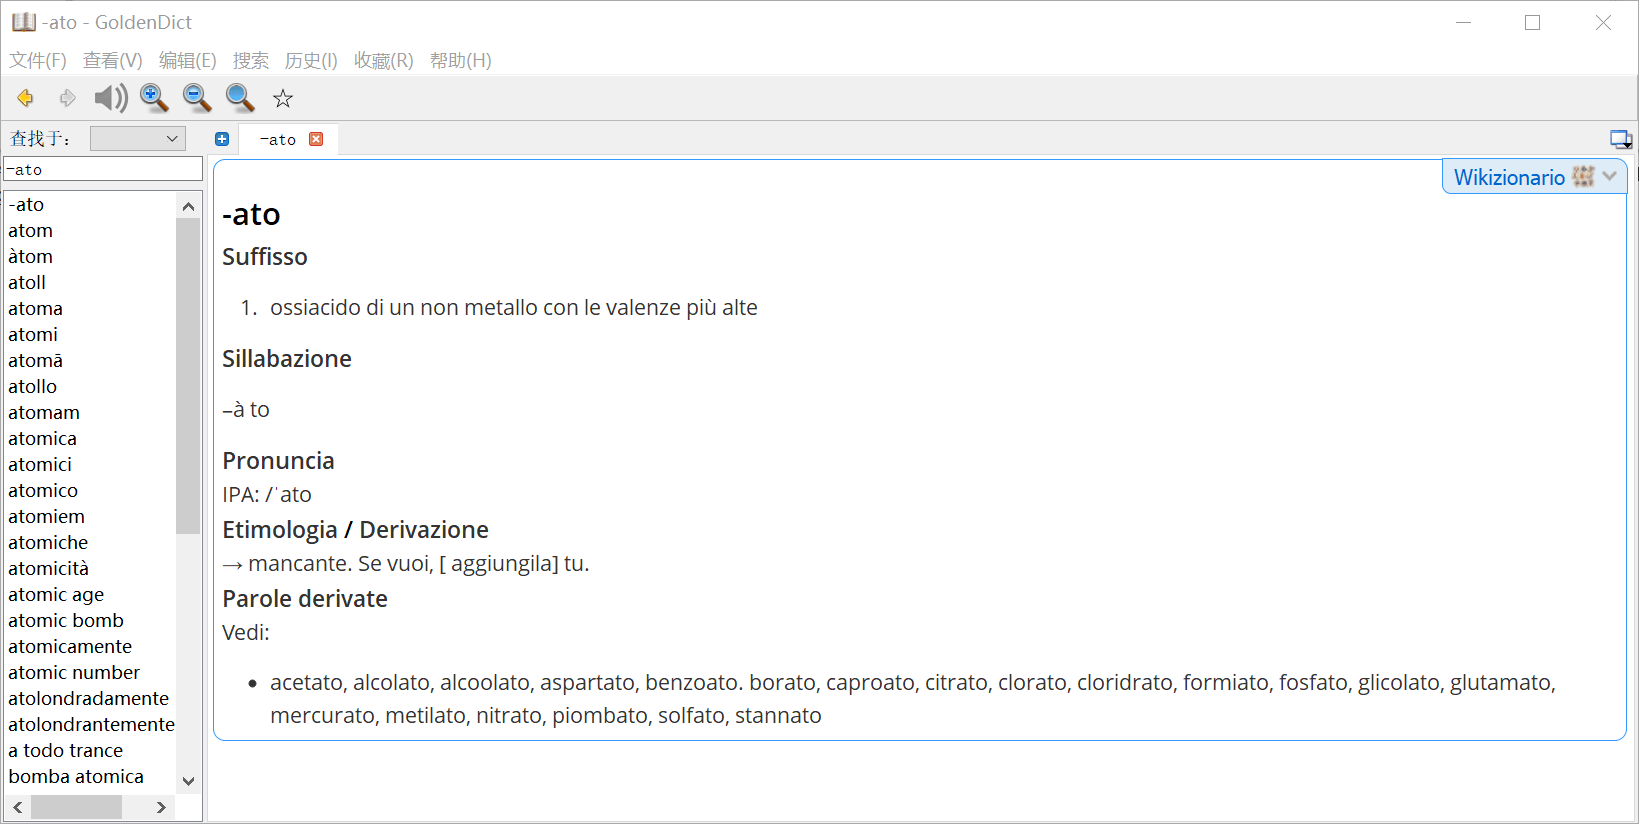 -ato - GoldenDict
文件(F) 查看(V) 编辑(E) 搜索 历史(I) 收藏(R) 帮助(H)
查找于：
-ato
-ato
-ato
atom
àtom
atoll
atoma
atomi
atomā
atollo
atomam
atomica
atomici
atomico
atomiem
atomiche
atomicità
atomic age
atomic bomb
atomicamente
atomic number
atolondradamente
atolondrantemente
a todo trance
bomba atomica
Wikizionario
-ato
Suffisso
1. ossiacido di un non metallo con le valenze più alte
Sillabazione
–à to
Pronuncia
IPA: /ˈato
Etimologia / Derivazione
→ mancante. Se vuoi, [ aggiungila] tu.
Parole derivate
Vedi:
• acetato, alcolato, alcoolato, aspartato, benzoato. borato, caproato, citrato, clorato, cloridrato, formiato, fosfato, glicolato, glutamato,
mercurato, metilato, nitrato, piombato, solfato, stannato